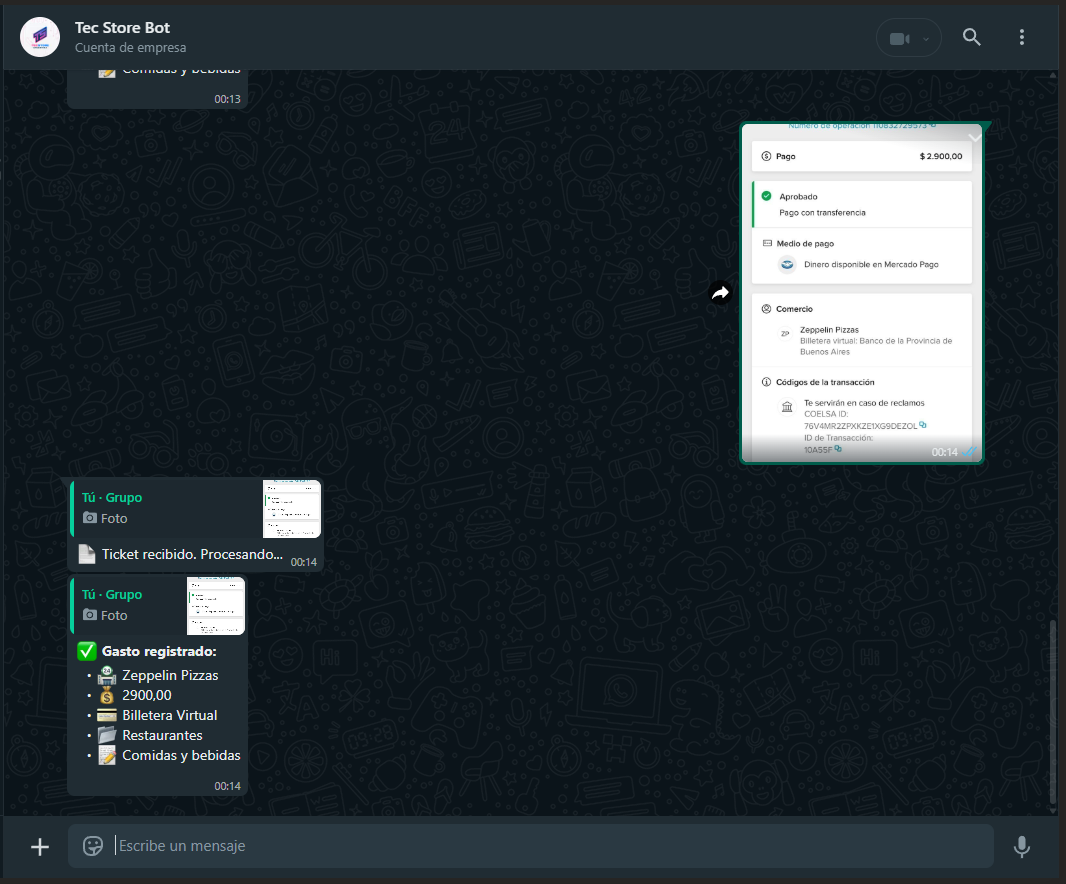 Tec Store Bot
Cuenta de empresa
Comidas y bebidas
00:13
Número de operación 110832729573
Pago $ 2.900,00
Aprobado
Pago con transferencia
Medio de pago
Dinero disponible en Mercado Pago
Comercio
ZP
Zeppelin Pizzas
Billetera virtual: Banco de la Provincia de
Buenos Aires
Códigos de la transacción
Te servirán en caso de reclamos
COELSA ID:
76V4MR2ZPXKZE1XG9DEZOL
ID de Transacción:
10A55F
00:14
Tú · Grupo
Foto
Ticket recibido. Procesando...
00:14
Tú · Grupo
Foto
Gasto registrado:
• Zeppelin Pizzas
• 2900,00
• Billetera Virtual
• Restaurantes
• Comidas y bebidas
00:14
Escribe un mensaje